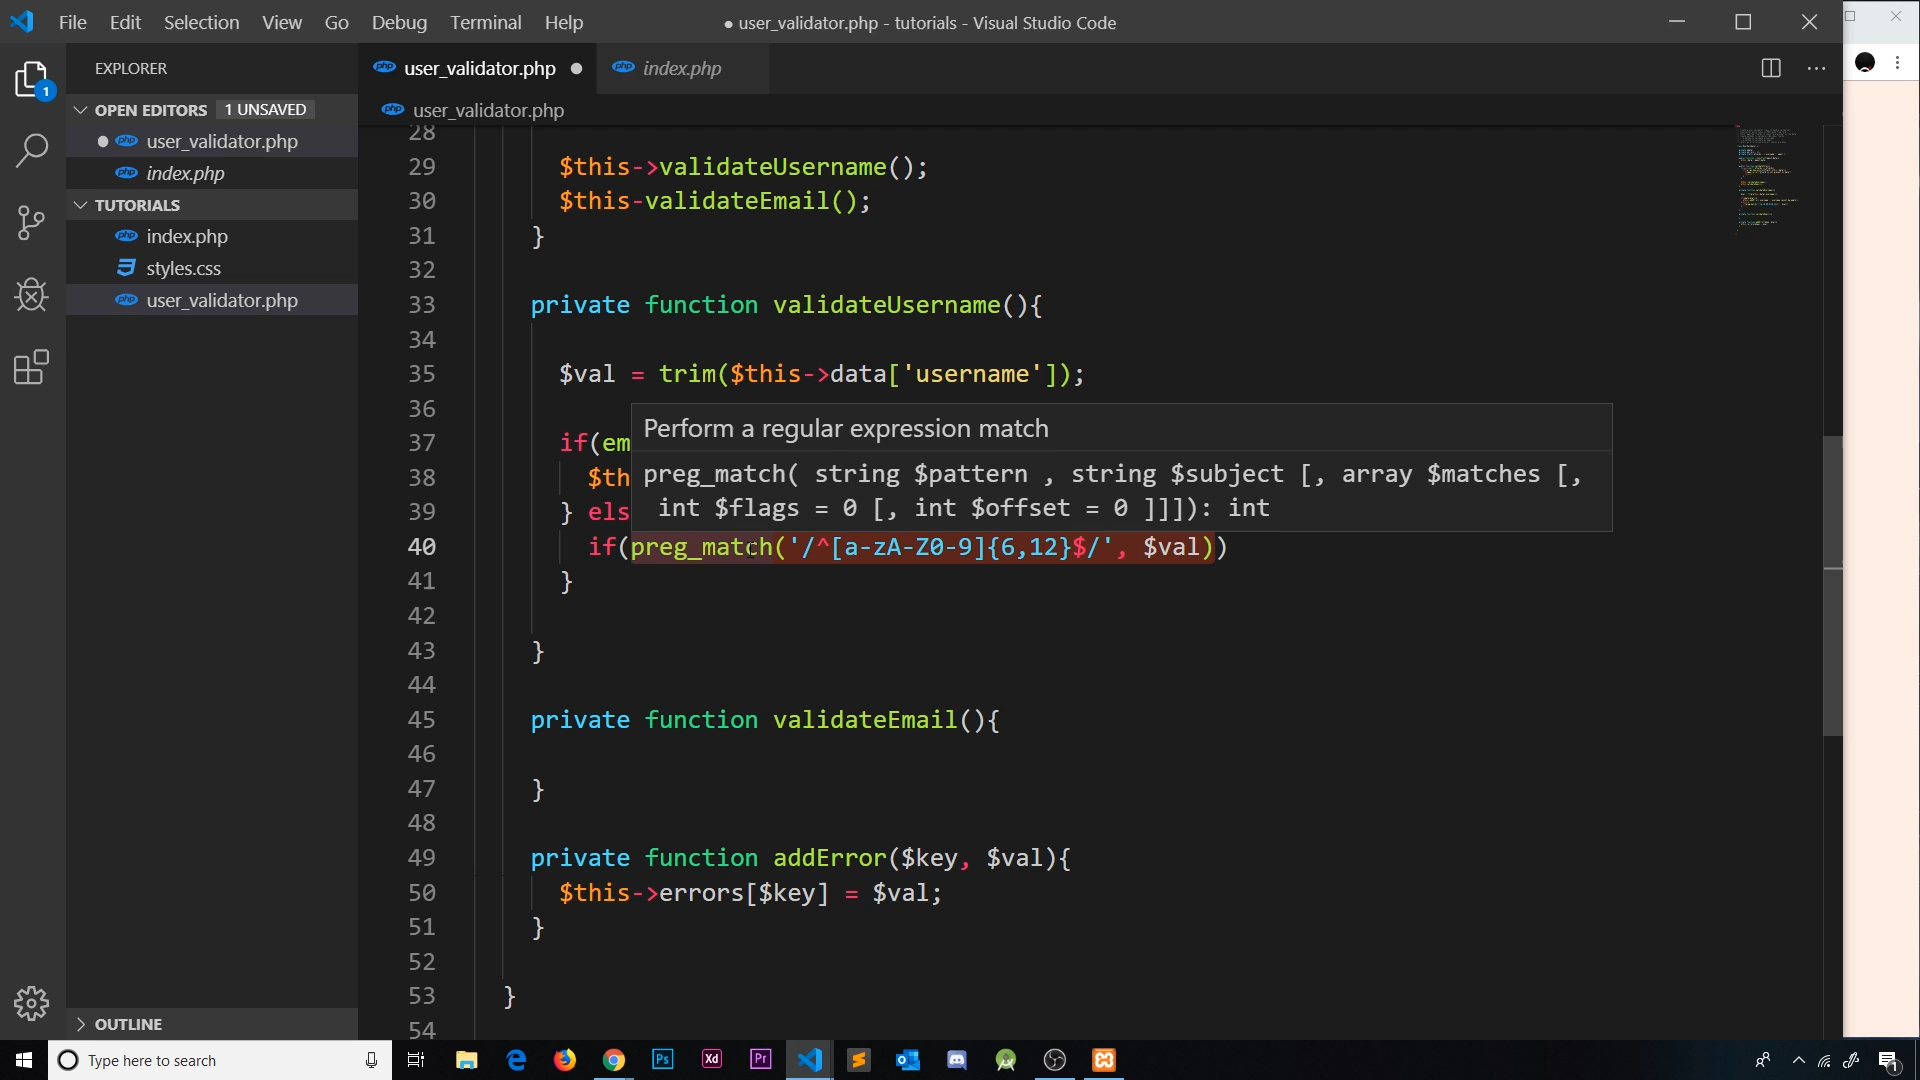 File Edit Selection View Go Debug Terminal Help
● user_validator.php - tutorials - Visual Studio Code
EXPLORER
OPEN EDITORS 1 UNSAVED
user_validator.php
index.php
TUTORIALS
index.php
styles.css
user_validator.php
OUTLINE
1
user_validator.php
index.php
user_validator.php
28
29 $this->validateUsername();
30 $this-validateEmail();
31 }
32
33 private function validateUsername(){
34
35 $val = trim($this->data['username']);
36
37 if(em
38 $th
39 } els
40 if(preg_match('/^[a-zA-Z0-9]{6,12}$/', $val))
41 }
42
43 }
44
45 private function validateEmail(){
46
47 }
48
49 private function addError($key, $val){
50 $this->errors[$key] = $val;
51 }
52
53 }
54
Perform a regular expression match
preg_match( string $pattern , string $subject [, array $matches [,
int $flags = 0 [, int $offset = 0 ]]]): int
Type here to search
Ps
Xd
Pr
1